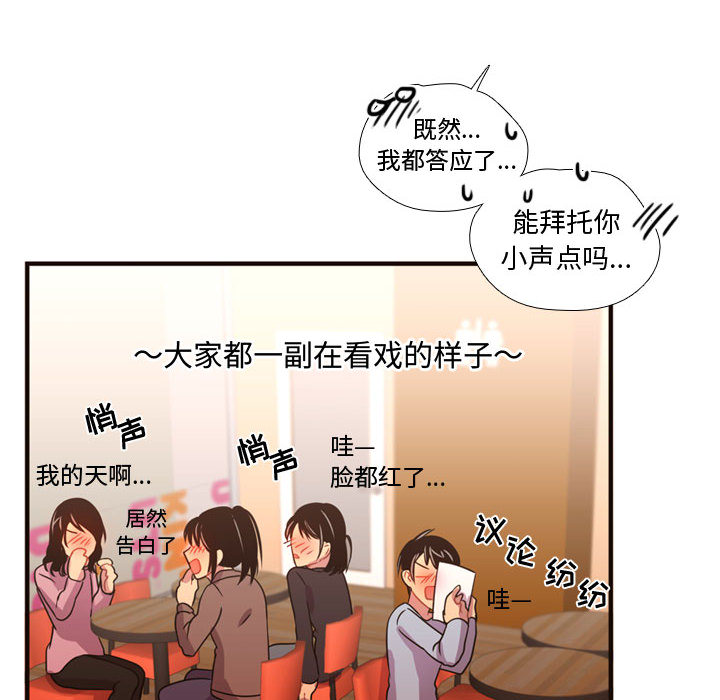 既然...
我都答应了...
能拜托你
小声点吗...
～大家都一副在看戏的样子～
悄声
我的天啊...
居然
告白了
悄声
哇—
脸都红了...
议论纷纷
哇—